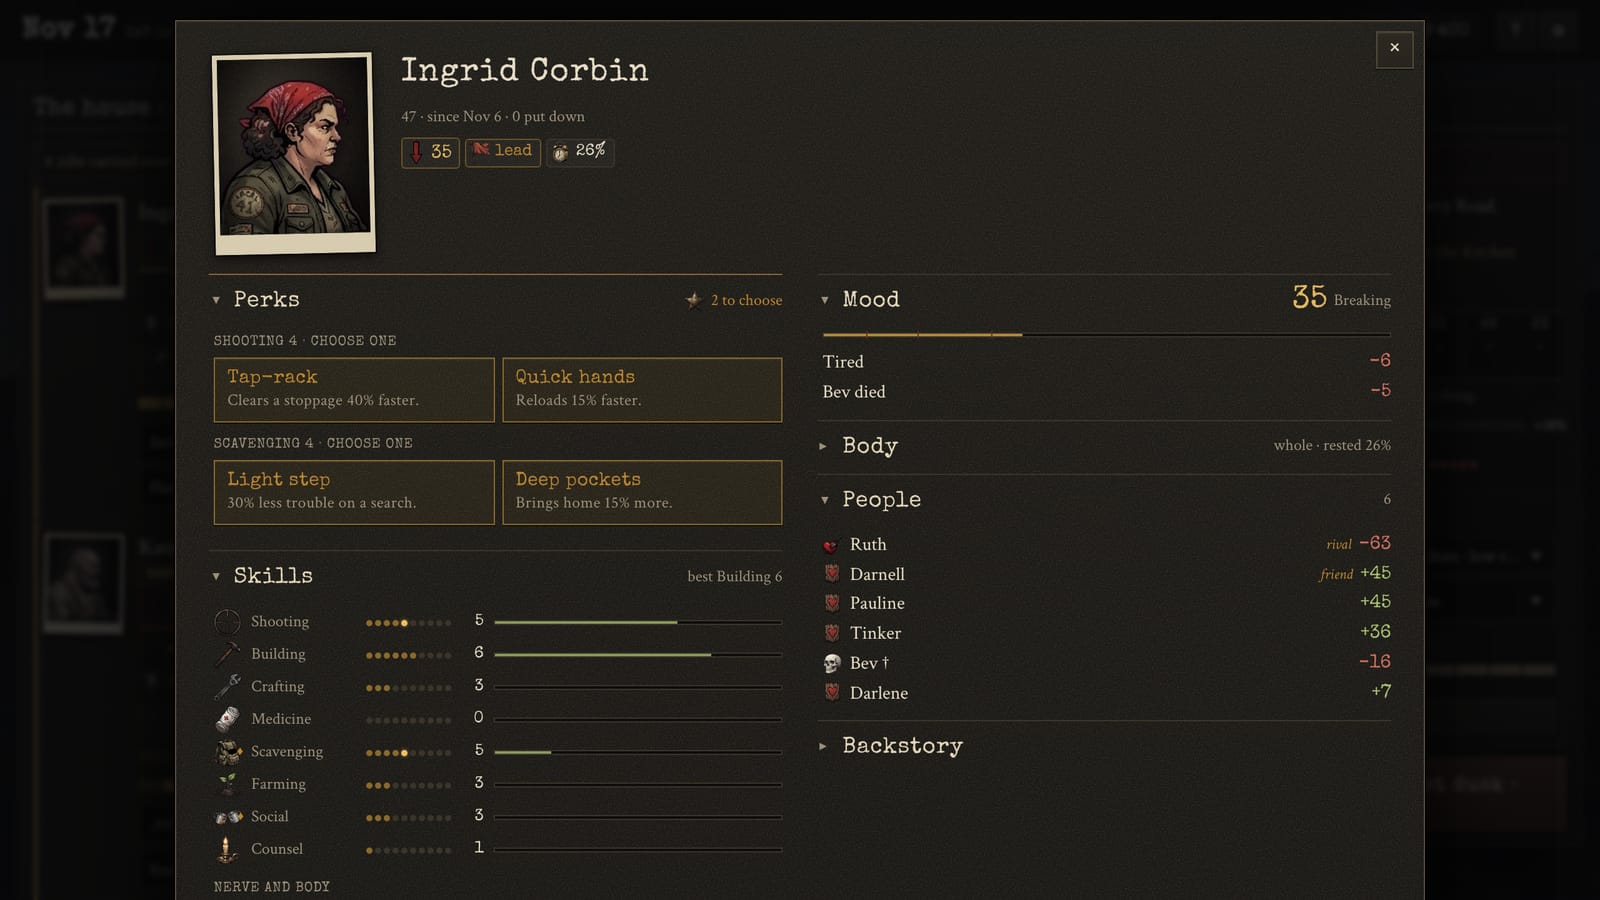 Nov 17
The house
×
Ingrid Corbin
47 · since Nov 6 · 0 put down
35
lead
26%
▾ Perks
2 to choose
SHOOTING 4 · CHOOSE ONE
Tap-rack
Clears a stoppage 40% faster.
Quick hands
Reloads 15% faster.
SCAVENGING 4 · CHOOSE ONE
Light step
30% less trouble on a search.
Deep pockets
Brings home 15% more.
▾ Skills
best Building 6
Shooting 5
Building 6
Crafting 3
Medicine 0
Scavenging 5
Farming 3
Social 3
Counsel 1
NERVE AND BODY
▾ Mood
35 Breaking
Tired −6
Bev died −5
▸ Body
whole · rested 26%
▾ People
6
Ruth rival −63
Darnell friend +45
Pauline +45
Tinker +36
Bev † −16
Darlene +7
▸ Backstory